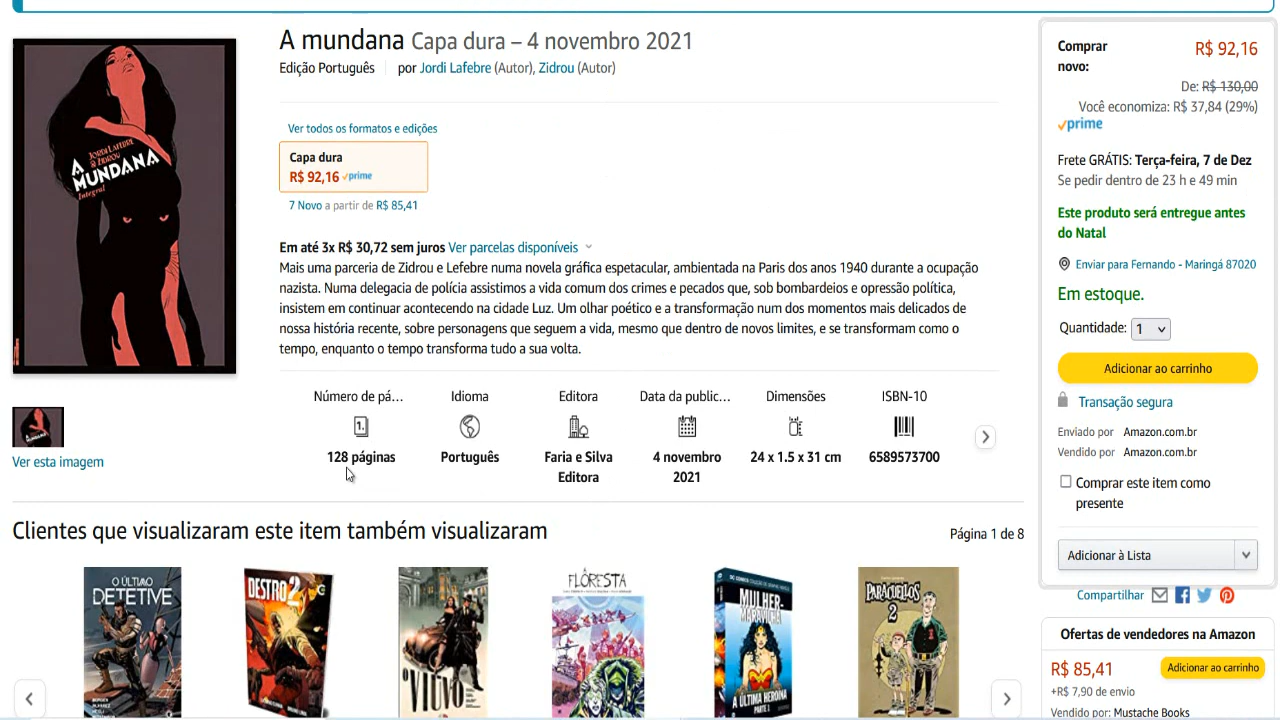 A mundana Capa dura – 4 novembro 2021
Edição Português por Jordi Lafebre (Autor), Zidrou (Autor)
JORDI LAFEBRE
& ZIDROU
A
MUNDANA
Integral
Ver esta imagem
Ver todos os formatos e edições
Capa dura
R$ 92,16 prime
7 Novo a partir de R$ 85,41
Em até 3x R$ 30,72 sem juros Ver parcelas disponíveis
Mais uma parceria de Zidrou e Lefebre numa novela gráfica espetacular, ambientada na Paris dos anos 1940 durante a ocupação
nazista. Numa delegacia de polícia assistimos a vida comum dos crimes e pecados que, sob bombardeios e opressão política,
insistem em continuar acontecendo na cidade Luz. Um olhar poético e a transformação num dos momentos mais delicados de
nossa história recente, sobre personagens que seguem a vida, mesmo que dentro de novos limites, e se transformam como o
tempo, enquanto o tempo transforma tudo a sua volta.
Número de pá...
128 páginas
Idioma
Português
Editora
Faria e Silva
Editora
Data da public...
4 novembro
2021
Dimensões
24 x 1.5 x 31 cm
ISBN-10
6589573700
Comprar
novo:
R$ 92,16
De: R$ 130,00
Você economiza: R$ 37,84 (29%)
prime
Frete GRÁTIS: Terça-feira, 7 de Dez
Se pedir dentro de 23 h e 49 min
Este produto será entregue antes
do Natal
Enviar para Fernando - Maringá 87020
Em estoque.
Quantidade: 1
Adicionar ao carrinho
Transação segura
Enviado por Amazon.com.br
Vendido por Amazon.com.br
Comprar este item como
presente
Adicionar à Lista
Compartilhar
Ofertas de vendedores na Amazon
R$ 85,41 Adicionar ao carrinho
+R$ 7,90 de envio
Vendido por: Mustache Books
Clientes que visualizaram este item também visualizaram
Página 1 de 8
O ÚLTIMO
DETETIVE
DESTRO 2
O VIÚVO
FLORESTA
MULHER-
MARAVILHA
A ÚLTIMA HEROÍNA
PARTE 1
PARACUELLOS
2